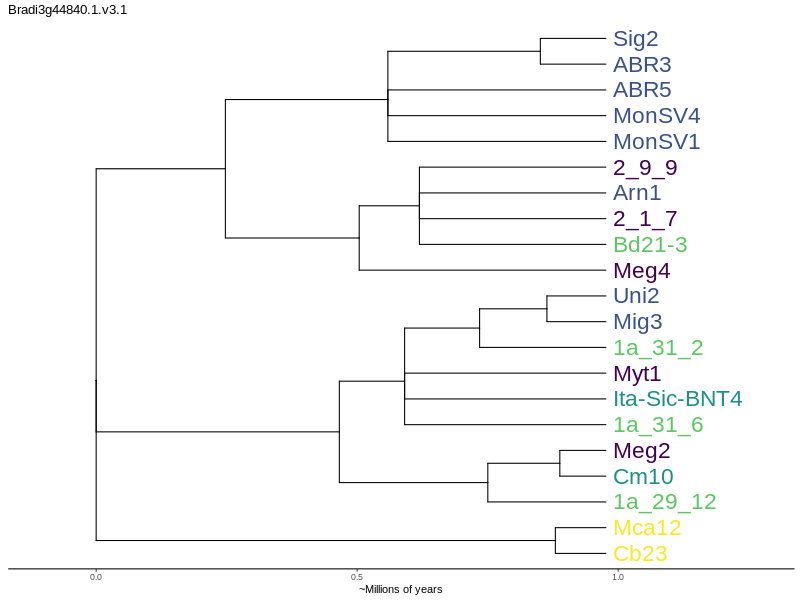 Bradi3g44840.1.v3.1
Sig2
ABR3
ABR5
MonSV4
MonSV1
2_9_9
Arn1
2_1_7
Bd21-3
Meg4
Uni2
Mig3
1a_31_2
Myt1
Ita-Sic-BNT4
1a_31_6
Meg2
Cm10
1a_29_12
Mca12
Cb23
0.0 0.5 1.0
~Millions of years